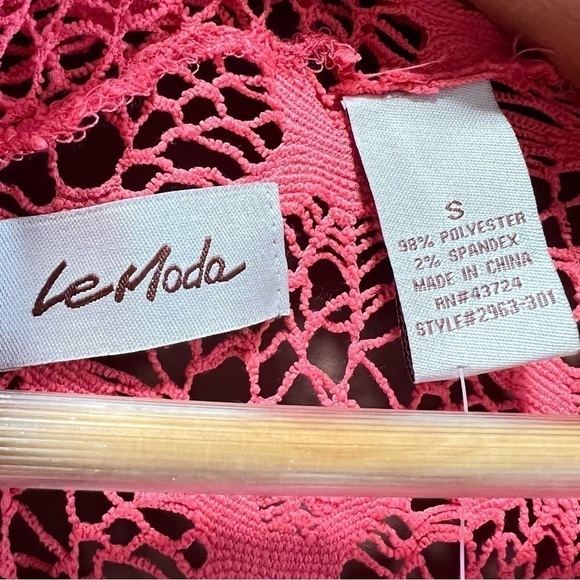 Le Moda
S
98% POLYESTER
2% SPANDEX
MADE IN CHINA
RN#43724
STYLE#2963-301